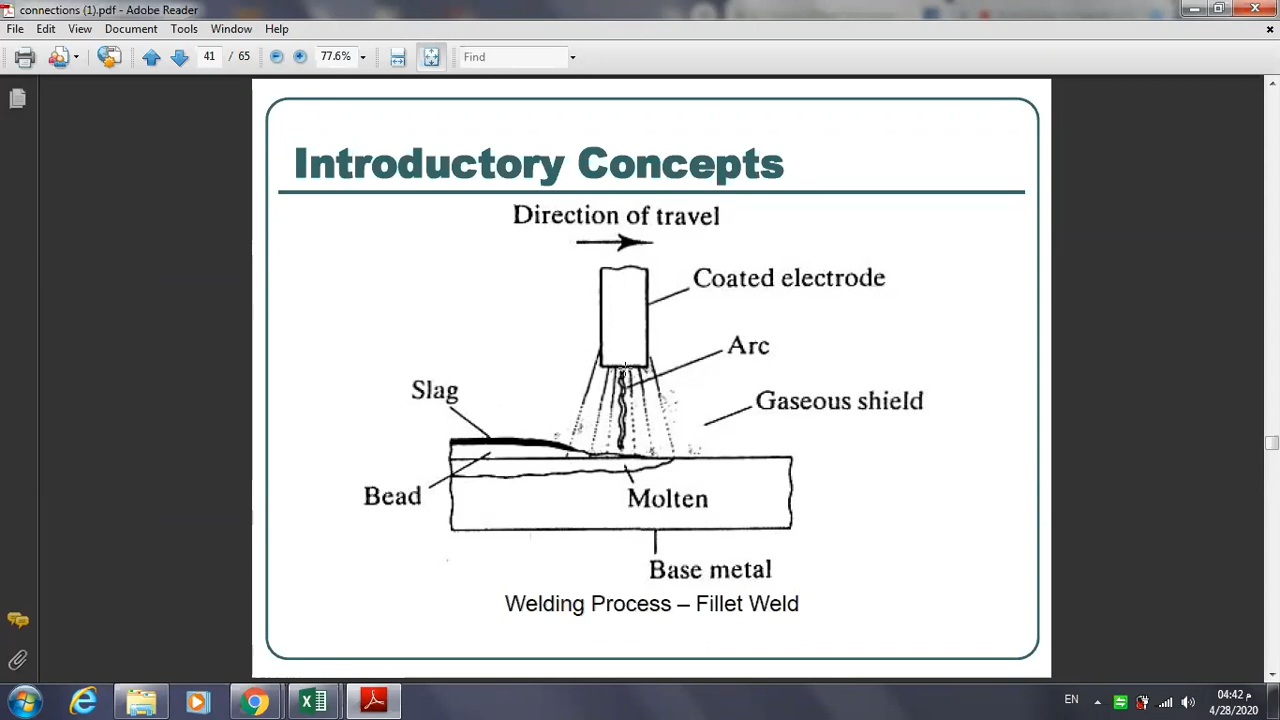 connections (1).pdf - Adobe Reader
File Edit View Document Tools Window Help
41 / 65 77.6% Find
Introductory Concepts
Direction of travel
Coated electrode
Arc
Slag
Gaseous shield
Bead
Molten
Base metal
Welding Process – Fillet Weld
EN
04:42 م
4/28/2020